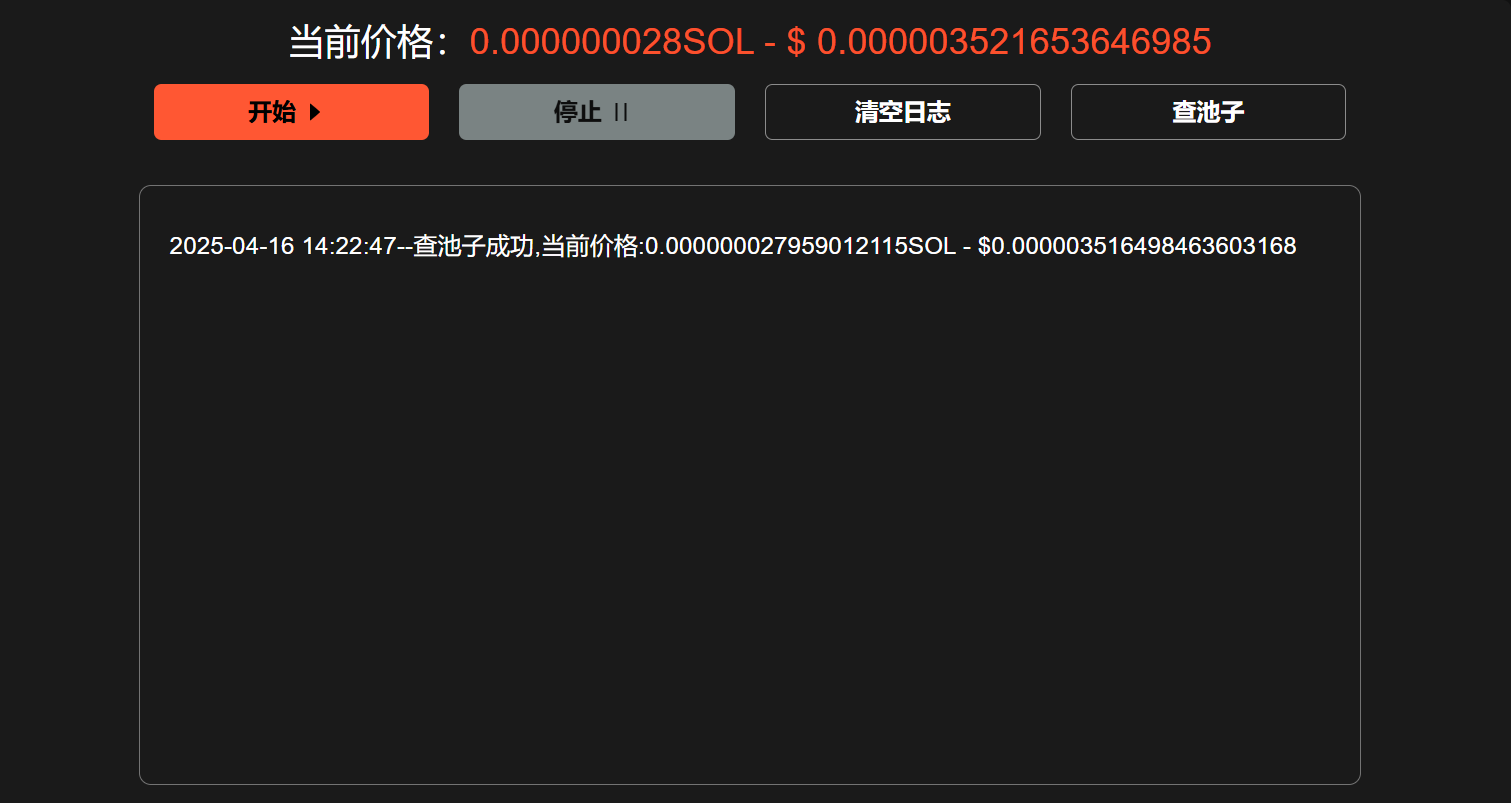 当前价格：0.000000028SOL - $ 0.000003521653646985
开始 停止 清空日志 查池子
2025-04-16 14:22:47--查池子成功,当前价格:0.000000027959012115SOL - $0.000003516498463603168